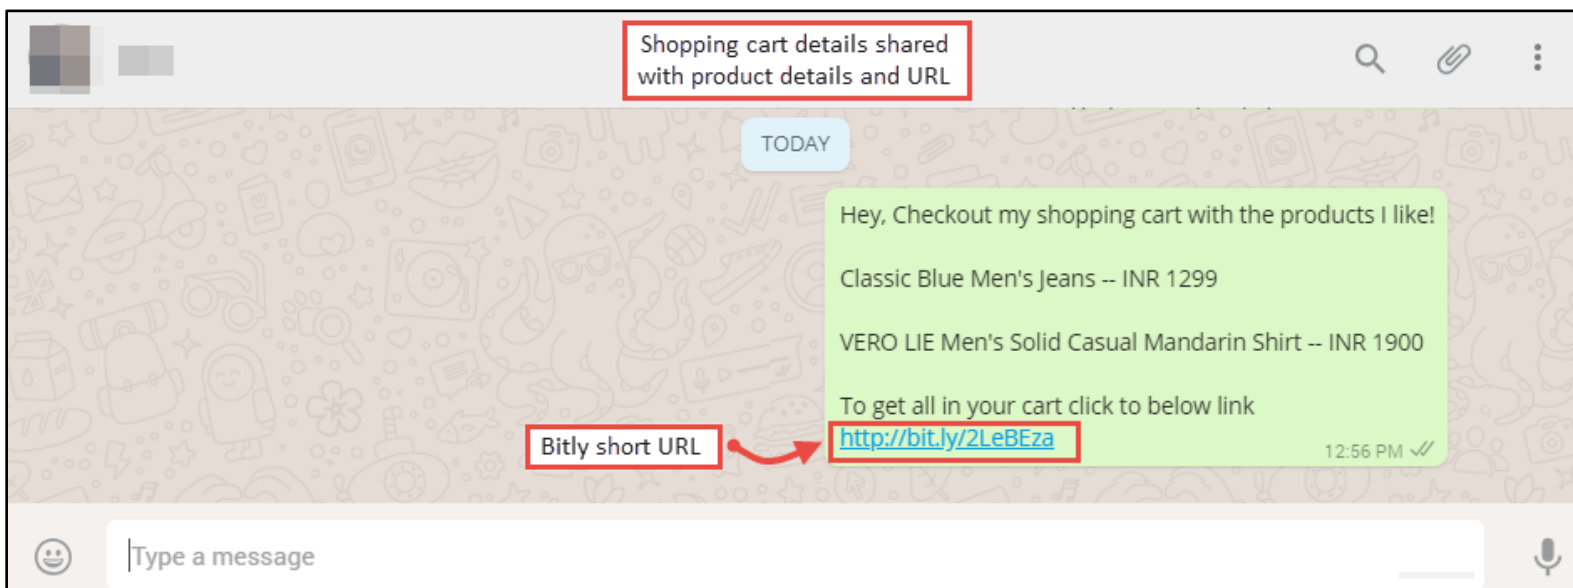 Shopping cart details shared
with product details and URL
TODAY
Hey, Checkout my shopping cart with the products I like!
Classic Blue Men's Jeans -- INR 1299
VERO LIE Men's Solid Casual Mandarin Shirt -- INR 1900
To get all in your cart click to below link
Bitly short URL
http://bit.ly/2LeBEza
12:56 PM
Type a message